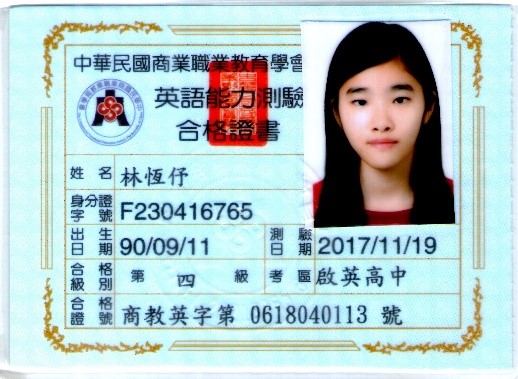 中華民國商業職業教育學會
英語能力測驗
合格證書
姓名 林恆伃
身分證字號 F230416765
出生日期 90/09/11 測驗日期 2017/11/19
合格級別 第四級 考區 啟英高中
合格證號 商教英字第 0618040113 號